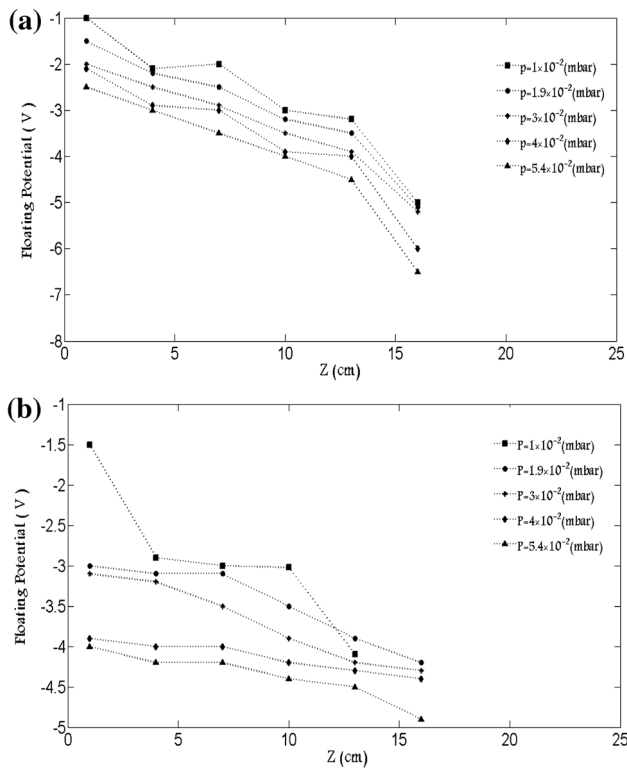 (a)
-1
-2
-3
-4
-5
-6
-7
-8
Floating Potential ( V )
0 5 10 15 20 25
Z (cm)
p=1×10⁻²(mbar)
p=1.9×10⁻²(mbar)
p=3×10⁻²(mbar)
p=4×10⁻²(mbar)
p=5.4×10⁻²(mbar)
(b)
-1
-1.5
-2
-2.5
-3
-3.5
-4
-4.5
-5
Floating Potential ( V )
0 5 10 15 20 25
Z (cm)
P=1×10⁻²(mbar)
P=1.9×10⁻²(mbar)
P=3×10⁻²(mbar)
P=4×10⁻²(mbar)
P=5.4×10⁻²(mbar)